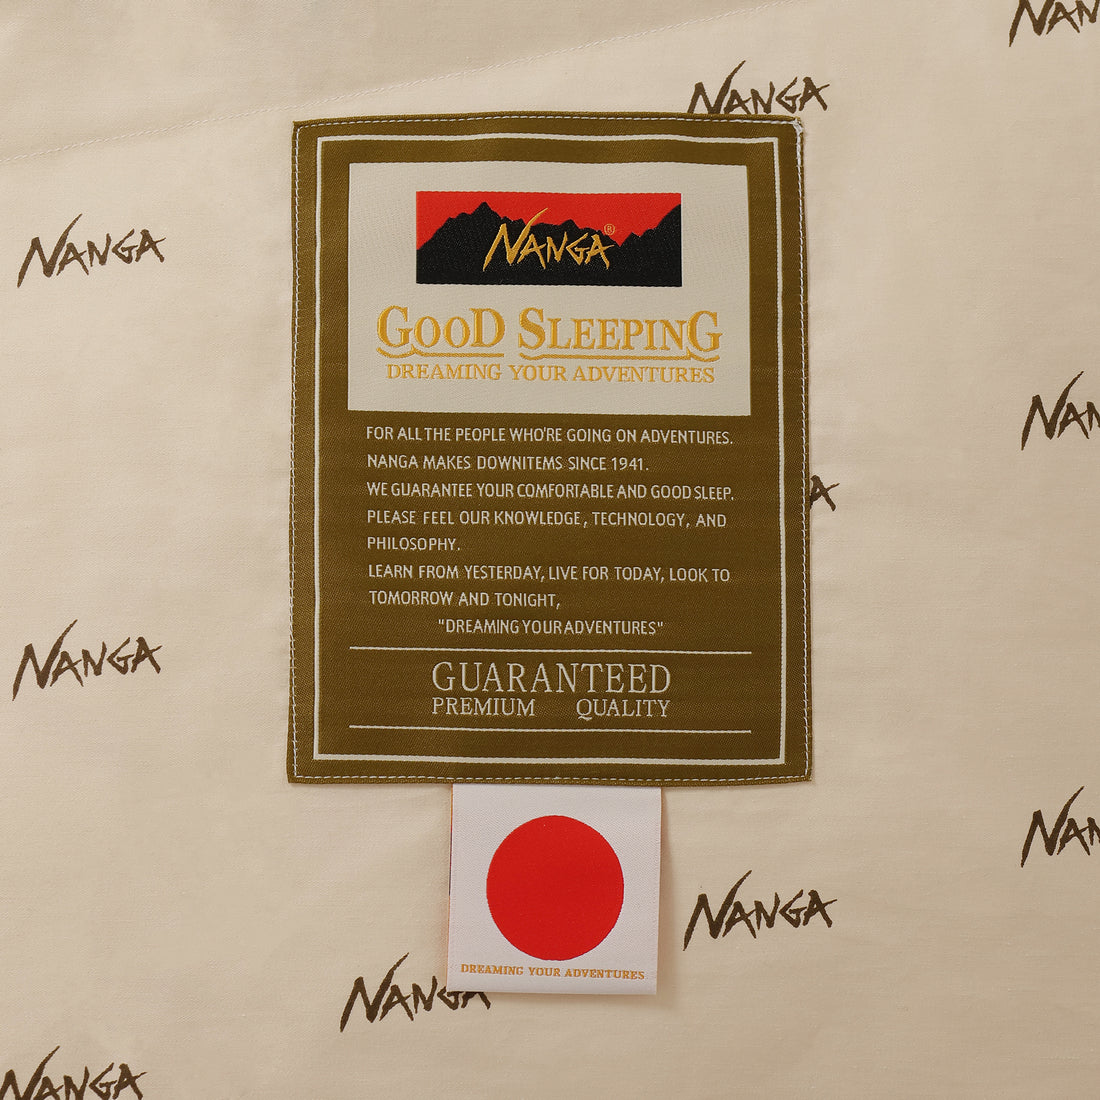 NANGA
NANGA
NANGA
NANGA®
GOOD SLEEPING
DREAMING YOUR ADVENTURES
FOR ALL THE PEOPLE WHO'RE GOING ON ADVENTURES.
NANGA MAKES DOWNITEMS SINCE 1941.
WE GUARANTEE YOUR COMFORTABLE AND GOOD SLEEP.
PLEASE FEEL OUR KNOWLEDGE, TECHNOLOGY, AND
PHILOSOPHY.
LEARN FROM YESTERDAY, LIVE FOR TODAY, LOOK TO
TOMORROW AND TONIGHT,
"DREAMING YOUR ADVENTURES"
GUARANTEED
PREMIUM QUALITY
NANGA
NANGA
DREAMING YOUR ADVENTURES
NANGA
NANGA